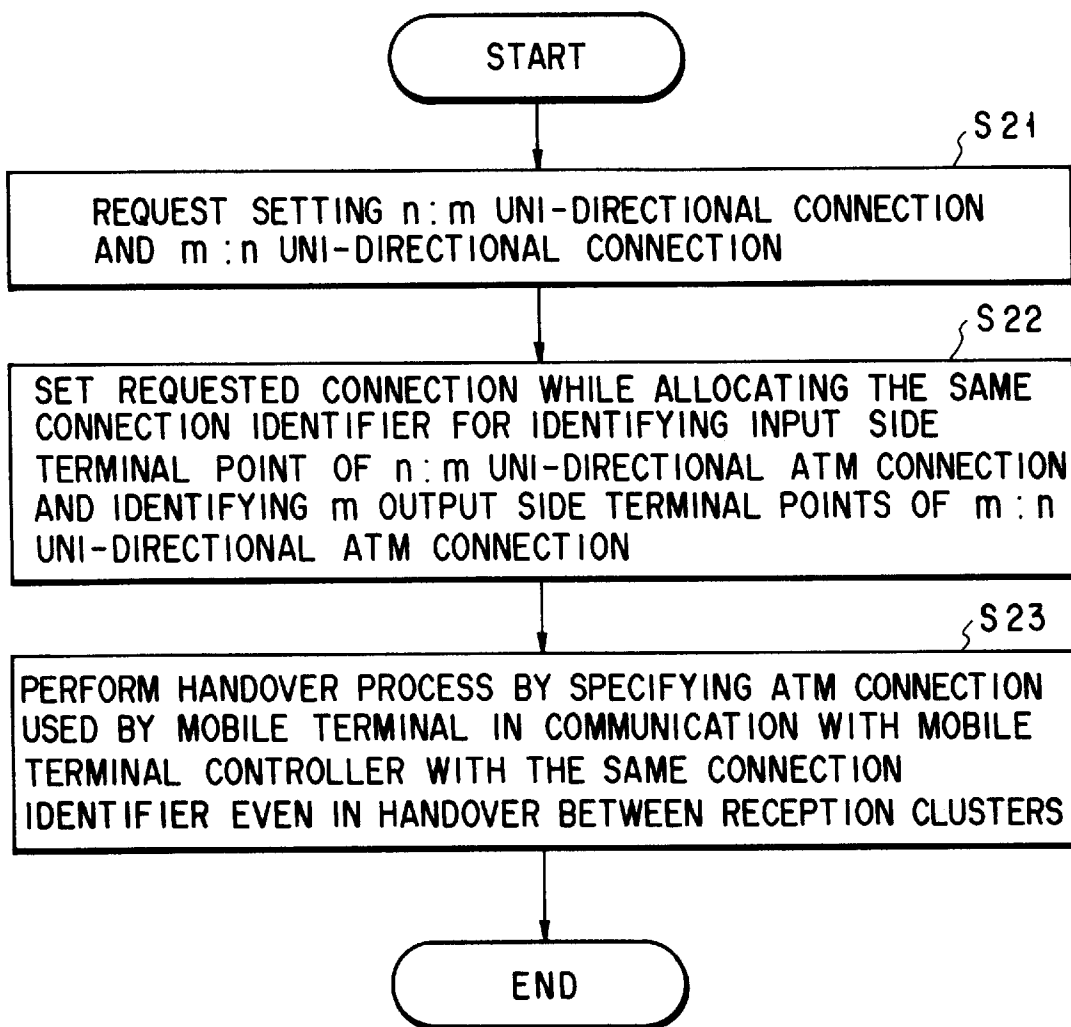 START
S21
REQUEST SETTING n:m UNI-DIRECTIONAL CONNECTION
AND m:n UNI-DIRECTIONAL CONNECTION
S22
SET REQUESTED CONNECTION WHILE ALLOCATING THE SAME
CONNECTION IDENTIFIER FOR IDENTIFYING INPUT SIDE
TERMINAL POINT OF n:m UNI-DIRECTIONAL ATM CONNECTION
AND IDENTIFYING m OUTPUT SIDE TERMINAL POINTS OF m:n
UNI-DIRECTIONAL ATM CONNECTION
S23
PERFORM HANDOVER PROCESS BY SPECIFYING ATM CONNECTION
USED BY MOBILE TERMINAL IN COMMUNICATION WITH MOBILE
TERMINAL CONTROLLER WITH THE SAME CONNECTION
IDENTIFIER EVEN IN HANDOVER BETWEEN RECEPTION CLUSTERS
END